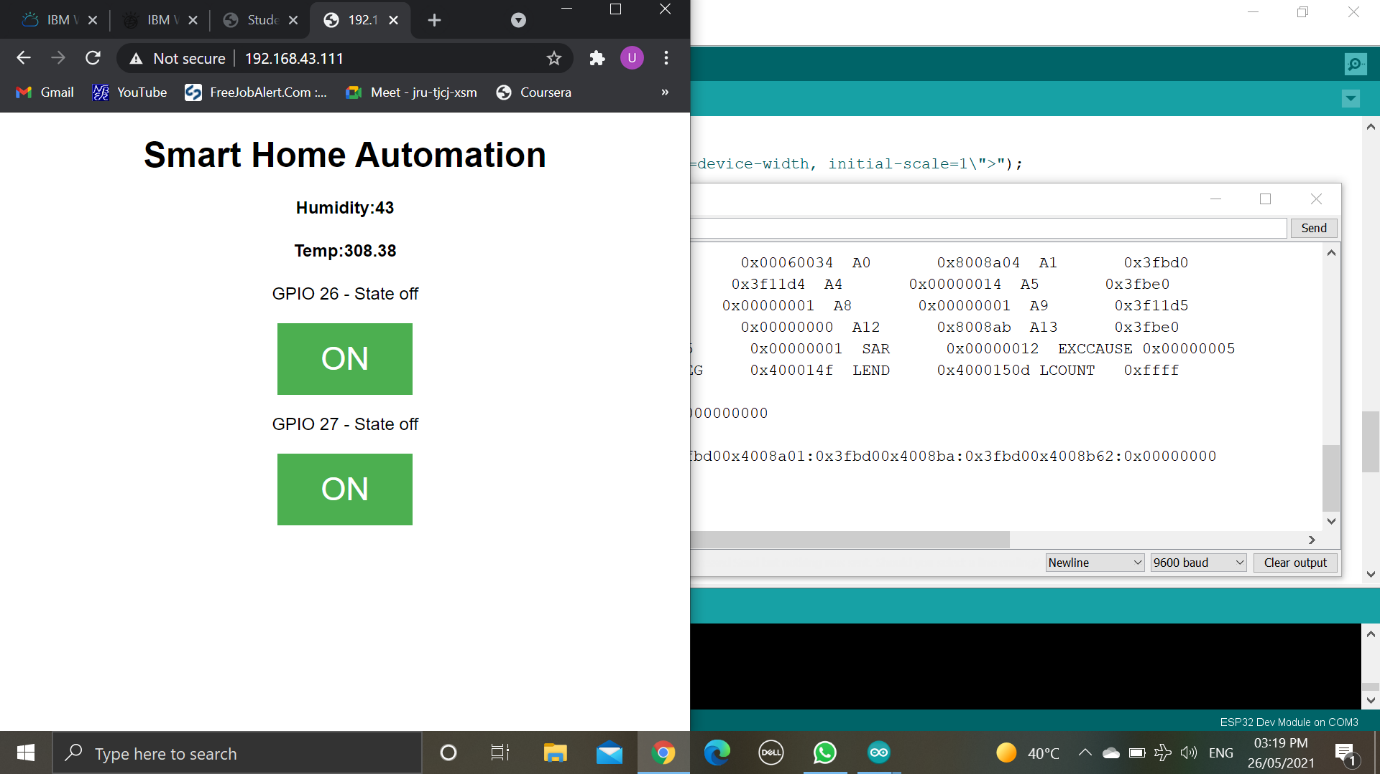 IBM W
IBM W
Stude
192.1
Not secure
192.168.43.111
U
Gmail
YouTube
FreeJobAlert.Com :...
Meet - jru-tjcj-xsm
Coursera
»
Smart Home Automation
Humidity:43
Temp:308.38
GPIO 26 - State off
ON
GPIO 27 - State off
ON
=device-width, initial-scale=1\">");
Send
0x00060034 A0 0x8008a04 A1 0x3fbd0
0x3f11d4 A4 0x00000014 A5 0x3fbe0
0x00000001 A8 0x00000001 A9 0x3f11d5
0x00000000 A12 0x8008ab A13 0x3fbe0
0x00000001 SAR 0x00000012 EXCCAUSE 0x00000005
EG 0x400014f LEND 0x4000150d LCOUNT 0xffff
00000000
fbd00x4008a01:0x3fbd00x4008ba:0x3fbd00x4008b62:0x00000000
Newline
9600 baud
Clear output
ESP32 Dev Module on COM3
Type here to search
DELL
40°C
ENG
03:19 PM
26/05/2021
1